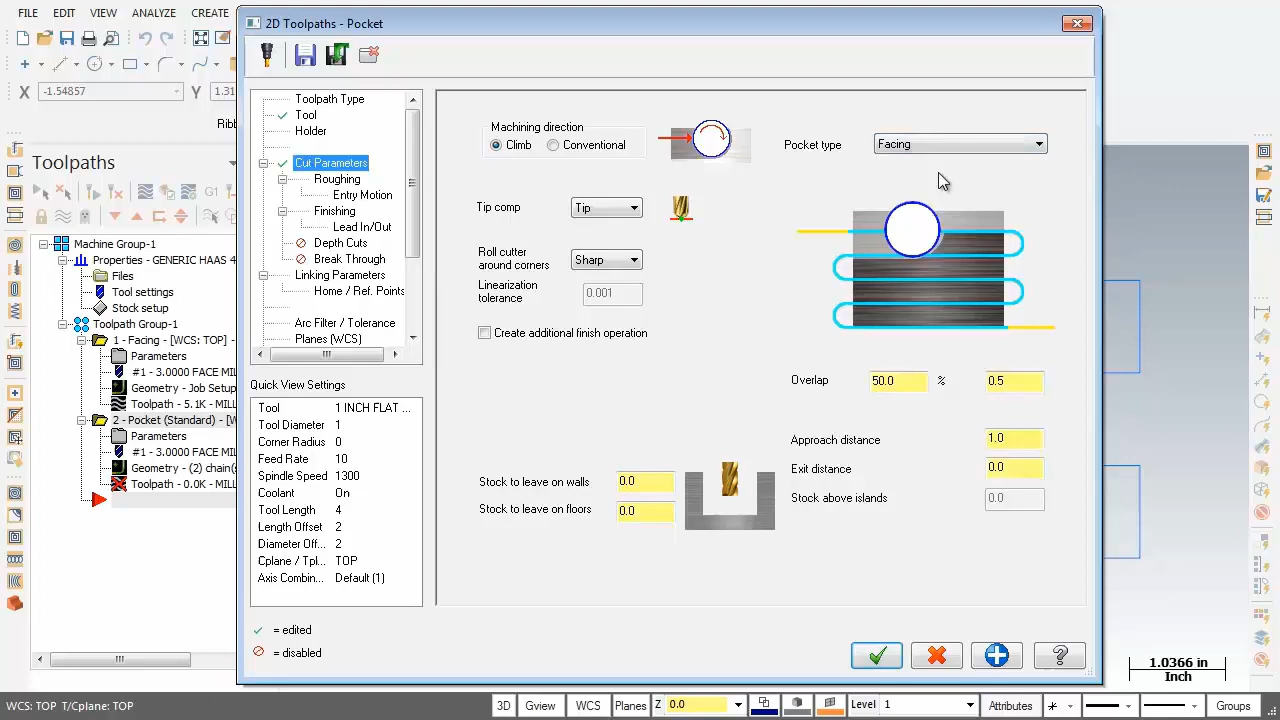 FILE EDIT VIEW ANALYZE CREATE
2D Toolpaths - Pocket
X -1.54857 Y 1.31
Ribb
Toolpaths
G1
Machine Group-1
Properties - GENERIC HAAS 4
Files
Tool settings
Stock setup
Toolpath Group-1
1 - Facing - [WCS: TOP] -
Parameters
#1 - 3.0000 FACE MIL
Geometry - Job Setup
Toolpath - 5.1K - MILL
2 - Pocket (Standard) - [W
Parameters
#1 - 3.0000 FACE MIL
Geometry - (2) chain(s
Toolpath - 0.0K - MILL
Toolpath Type
Tool
Holder
Cut Parameters
Roughing
Entry Motion
Finishing
Lead In/Out
Depth Cuts
Break Through
Linking Parameters
Home / Ref. Points
Arc Filter / Tolerance
Planes (WCS)
Quick View Settings
Tool 1 INCH FLAT ...
Tool Diameter 1
Corner Radius 0
Feed Rate 10
Spindle Speed 1300
Coolant On
Tool Length 4
Length Offset 2
Diameter Off... 2
Cplane / Tpl... TOP
Axis Combin... Default (1)
= edited
= disabled
Machining direction
Climb Conventional
Pocket type Facing
Tip comp Tip
Roll cutter
around corners Sharp
Linearization
tolerance 0.001
Create additional finish operation
Overlap 50.0 % 0.5
Approach distance 1.0
Exit distance 0.0
Stock above islands 0.0
Stock to leave on walls 0.0
Stock to leave on floors 0.0
1.0366 in
Inch
WCS: TOP T/Cplane: TOP
3D Gview WCS Planes Z 0.0 Level 1 Attributes Groups